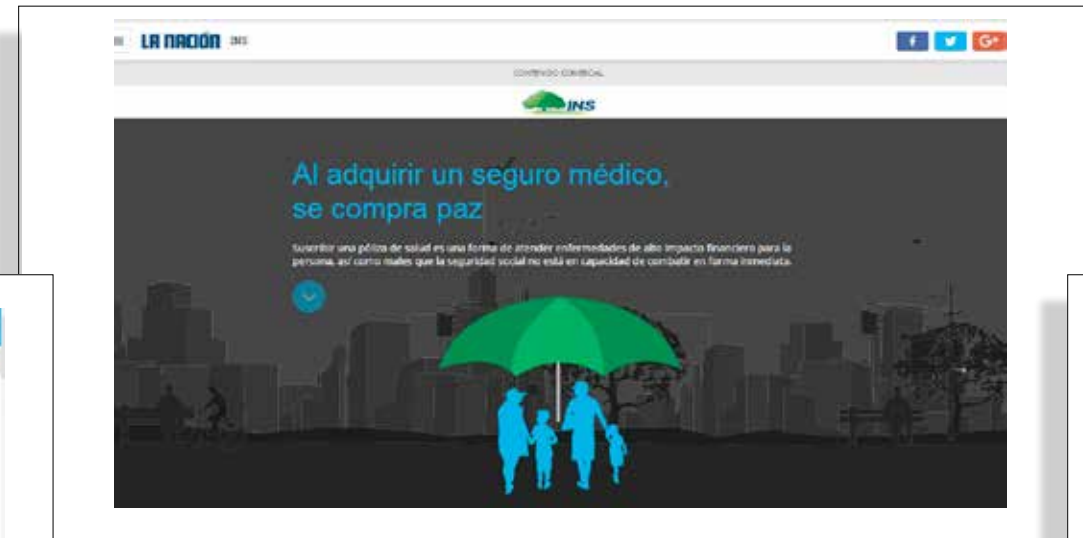 LA NACIÓN INS
CONTENIDO COMERCIAL
INS
Al adquirir un seguro médico,
se compra paz
Suscribir una póliza de salud es una forma de atender enfermedades de alto impacto financiero para la
persona, así como males que la seguridad social no está en capacidad de combatir en forma inmediata.
f G+